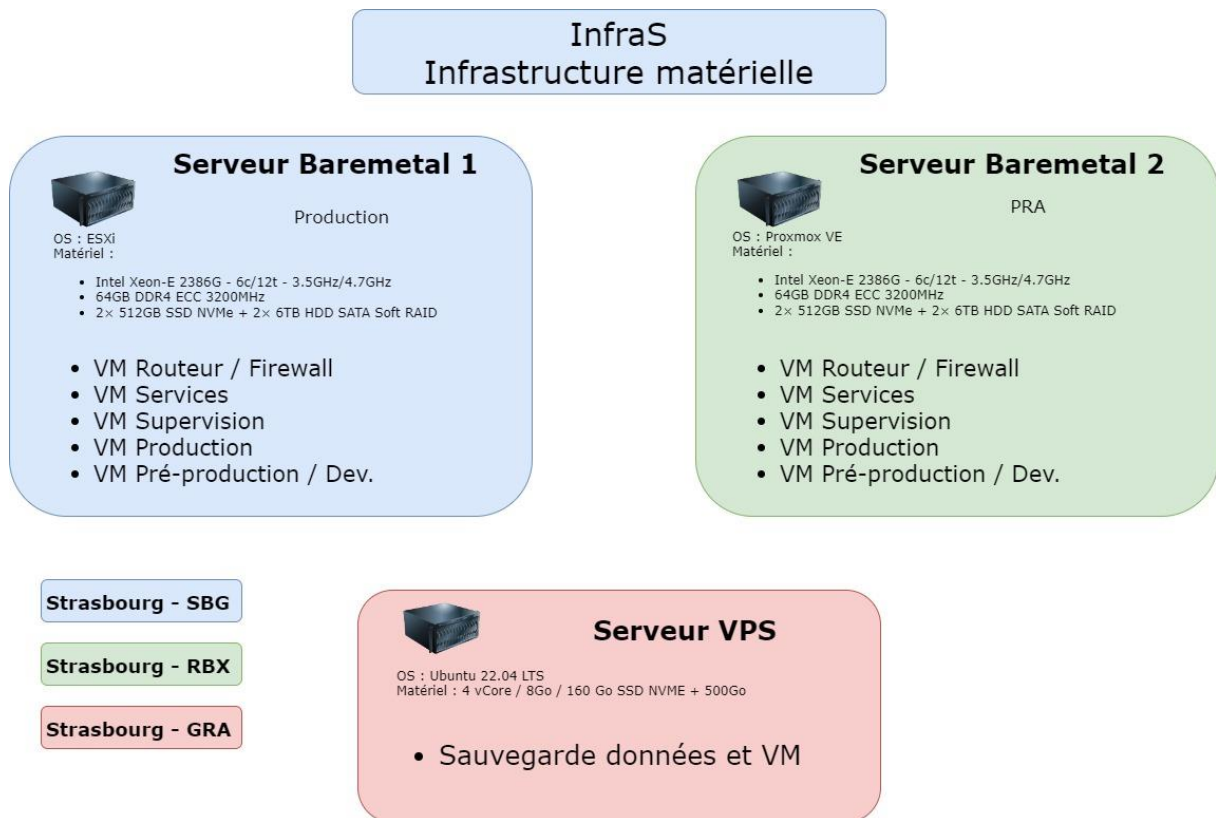 InfraS
Infrastructure matérielle
Serveur Baremetal 1
Production
OS : ESXi
Matériel :
• Intel Xeon-E 2386G - 6c/12t - 3.5GHz/4.7GHz
• 64GB DDR4 ECC 3200MHz
• 2× 512GB SSD NVMe + 2× 6TB HDD SATA Soft RAID
• VM Routeur / Firewall
• VM Services
• VM Supervision
• VM Production
• VM Pré-production / Dev.
Serveur Baremetal 2
PRA
OS : Proxmox VE
Matériel :
• Intel Xeon-E 2386G - 6c/12t - 3.5GHz/4.7GHz
• 64GB DDR4 ECC 3200MHz
• 2× 512GB SSD NVMe + 2× 6TB HDD SATA Soft RAID
• VM Routeur / Firewall
• VM Services
• VM Supervision
• VM Production
• VM Pré-production / Dev.
Strasbourg - SBG
Strasbourg - RBX
Strasbourg - GRA
Serveur VPS
OS : Ubuntu 22.04 LTS
Matériel : 4 vCore / 8Go / 160 Go SSD NVME + 500Go
• Sauvegarde données et VM